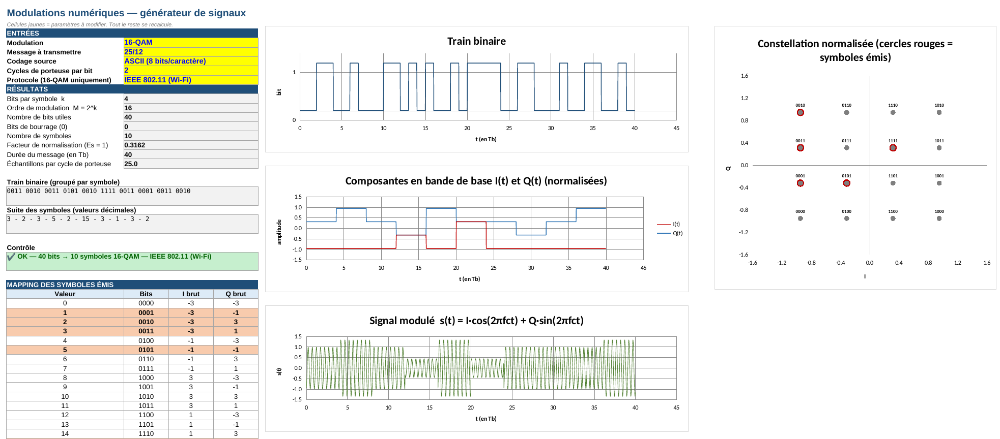 Modulations numériques — générateur de signaux
Cellules jaunes = paramètres à modifier. Tout le reste se recalcule.
ENTRÉES
Modulation 16-QAM
Message à transmettre 25/12
Codage source ASCII (8 bits/caractère)
Cycles de porteuse par bit 2
Protocole (16-QAM uniquement) IEEE 802.11 (Wi-Fi)
RÉSULTATS
Bits par symbole k 4
Ordre de modulation M = 2^k 16
Nombre de bits utiles 40
Bits de bourrage (0) 0
Nombre de symboles 10
Facteur de normalisation (Es = 1) 0.3162
Durée du message (en Tb) 40
Échantillons par cycle de porteuse 25.0
Train binaire (groupé par symbole)
0011 0010 0011 0101 0010 1111 0011 0001 0011 0010
Suite des symboles (valeurs décimales)
3 - 2 - 3 - 5 - 2 - 15 - 3 - 1 - 3 - 2
Contrôle
✔ OK — 40 bits → 10 symboles 16-QAM — IEEE 802.11 (Wi-Fi)
MAPPING DES SYMBOLES ÉMIS
Valeur Bits I brut Q brut
0 0000 -3 -3
1 0001 -3 -1
2 0010 -3 3
3 0011 -3 1
4 0100 -1 -3
5 0101 -1 -1
6 0110 -1 3
7 0111 -1 1
8 1000 3 -3
9 1001 3 -1
10 1010 3 3
11 1011 3 1
12 1100 1 -3
13 1101 1 -1
14 1110 1 3
Train binaire
1
0
bit
0 5 10 15 20 25 30 35 40 45
t (en Tb)
Composantes en bande de base I(t) et Q(t) (normalisées)
1.5
1.0
0.5
0.0
-0.5
-1.0
-1.5
amplitude
0 5 10 15 20 25 30 35 40 45
t (en Tb)
I(t)
Q(t)
Signal modulé s(t) = I·cos(2πfct) + Q·sin(2πfct)
1.5
1.0
0.5
0.0
-0.5
-1.0
-1.5
s(t)
0 5 10 15 20 25 30 35 40 45
t (en Tb)
Constellation normalisée (cercles rouges =
symboles émis)
1.6
1.2
0010 0110 1110 1010
0.8
0.4
0011 0111 1111 1011
0.0
Q
0001 0101 1101 1001
-0.4
-0.8
0000 0100 1100 1000
-1.2
-1.6
-1.6 -1.2 -0.8 -0.4 0.0 0.4 0.8 1.2 1.6
I